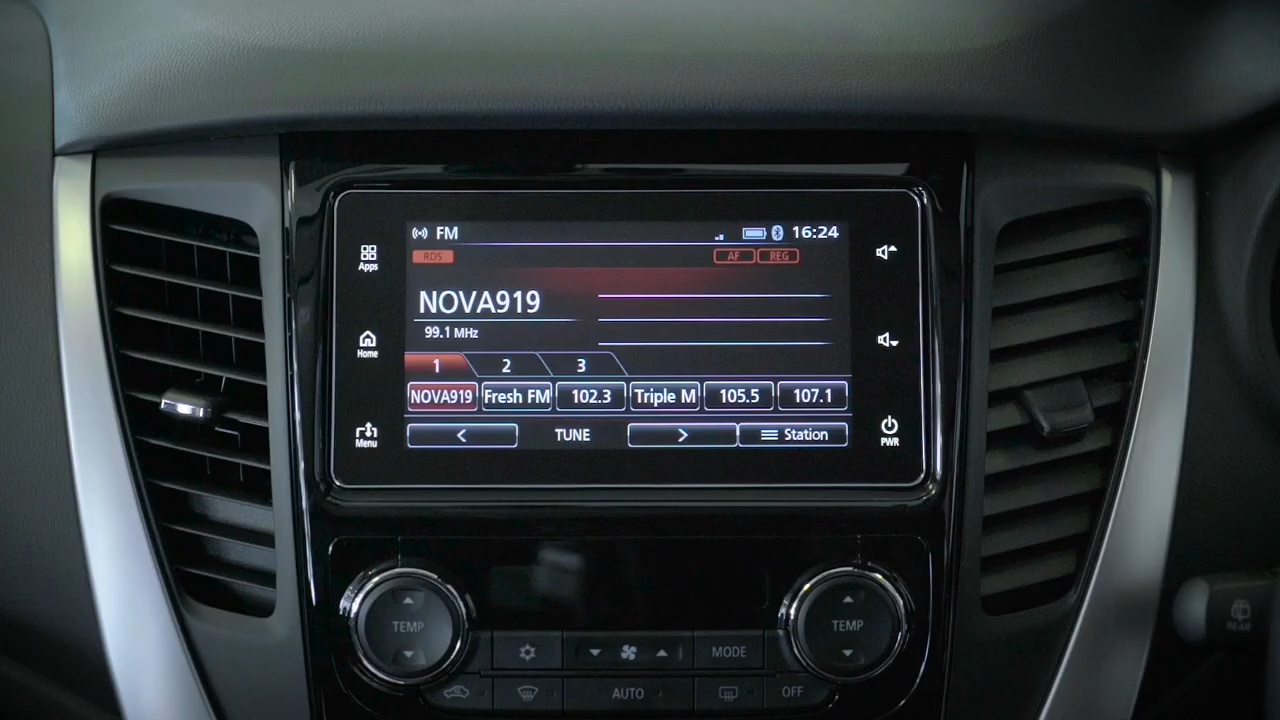 FM 16:24
Apps
RDS AF REG
NOVA919
99.1 MHz
Home
1 2 3
NOVA919 Fresh FM 102.3 Triple M 105.5 107.1
TUNE Station
Menu
PWR
TEMP TEMP
MODE
AUTO OFF
REAR